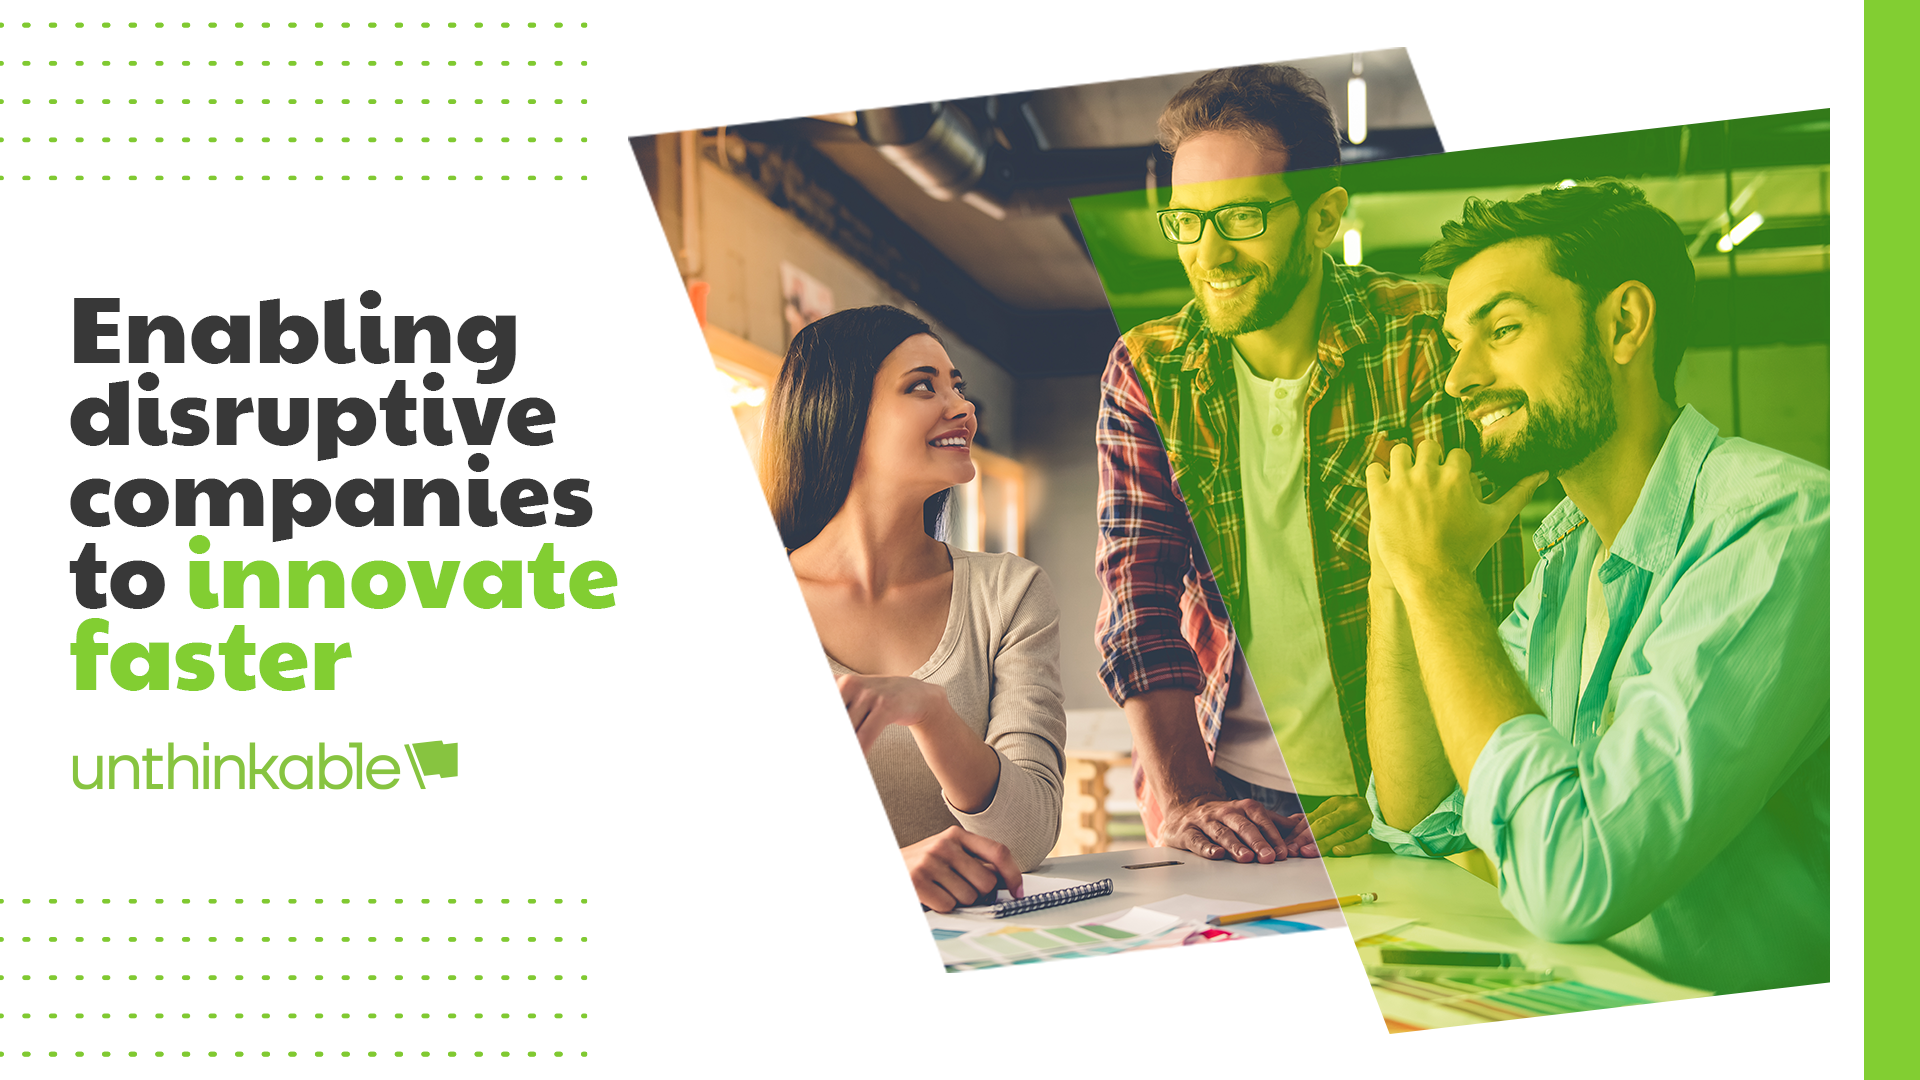 Enabling
disruptive
companies
to innovate
faster
unthinkable